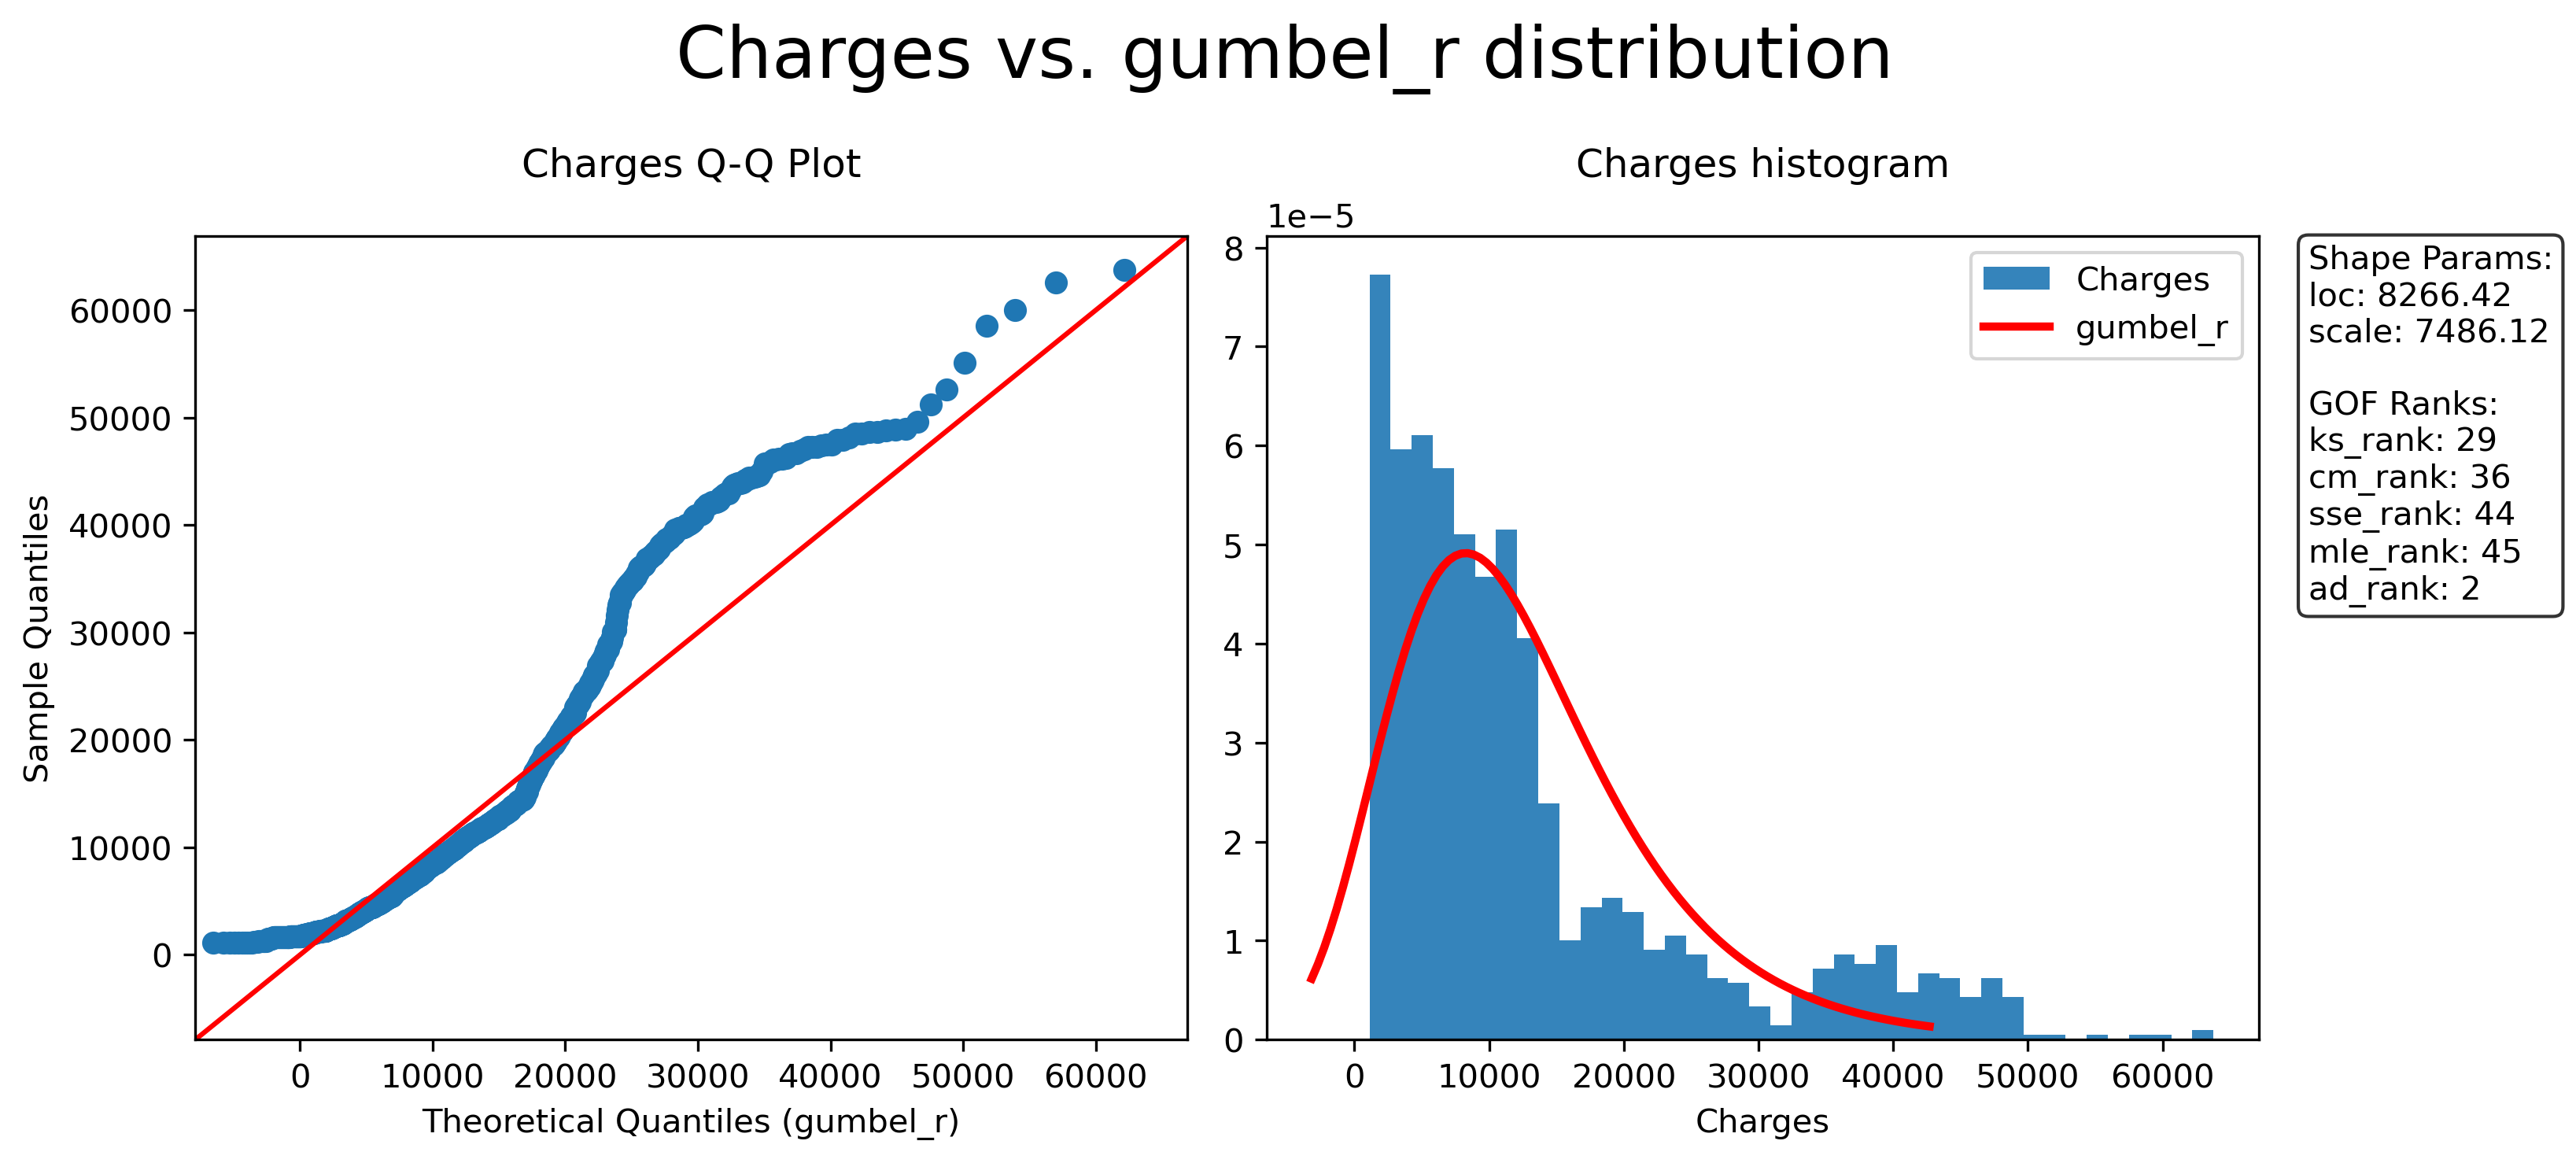 Charges vs. gumbel_r distribution
Charges Q-Q Plot
Sample Quantiles
60000
50000
40000
30000
20000
10000
0
0 10000 20000 30000 40000 50000 60000
Theoretical Quantiles (gumbel_r)
Charges histogram
1e−5
8
7
6
5
4
3
2
1
0
0 10000 20000 30000 40000 50000 60000
Charges
Charges
gumbel_r
Shape Params:
loc: 8266.42
scale: 7486.12
GOF Ranks:
ks_rank: 29
cm_rank: 36
sse_rank: 44
mle_rank: 45
ad_rank: 2